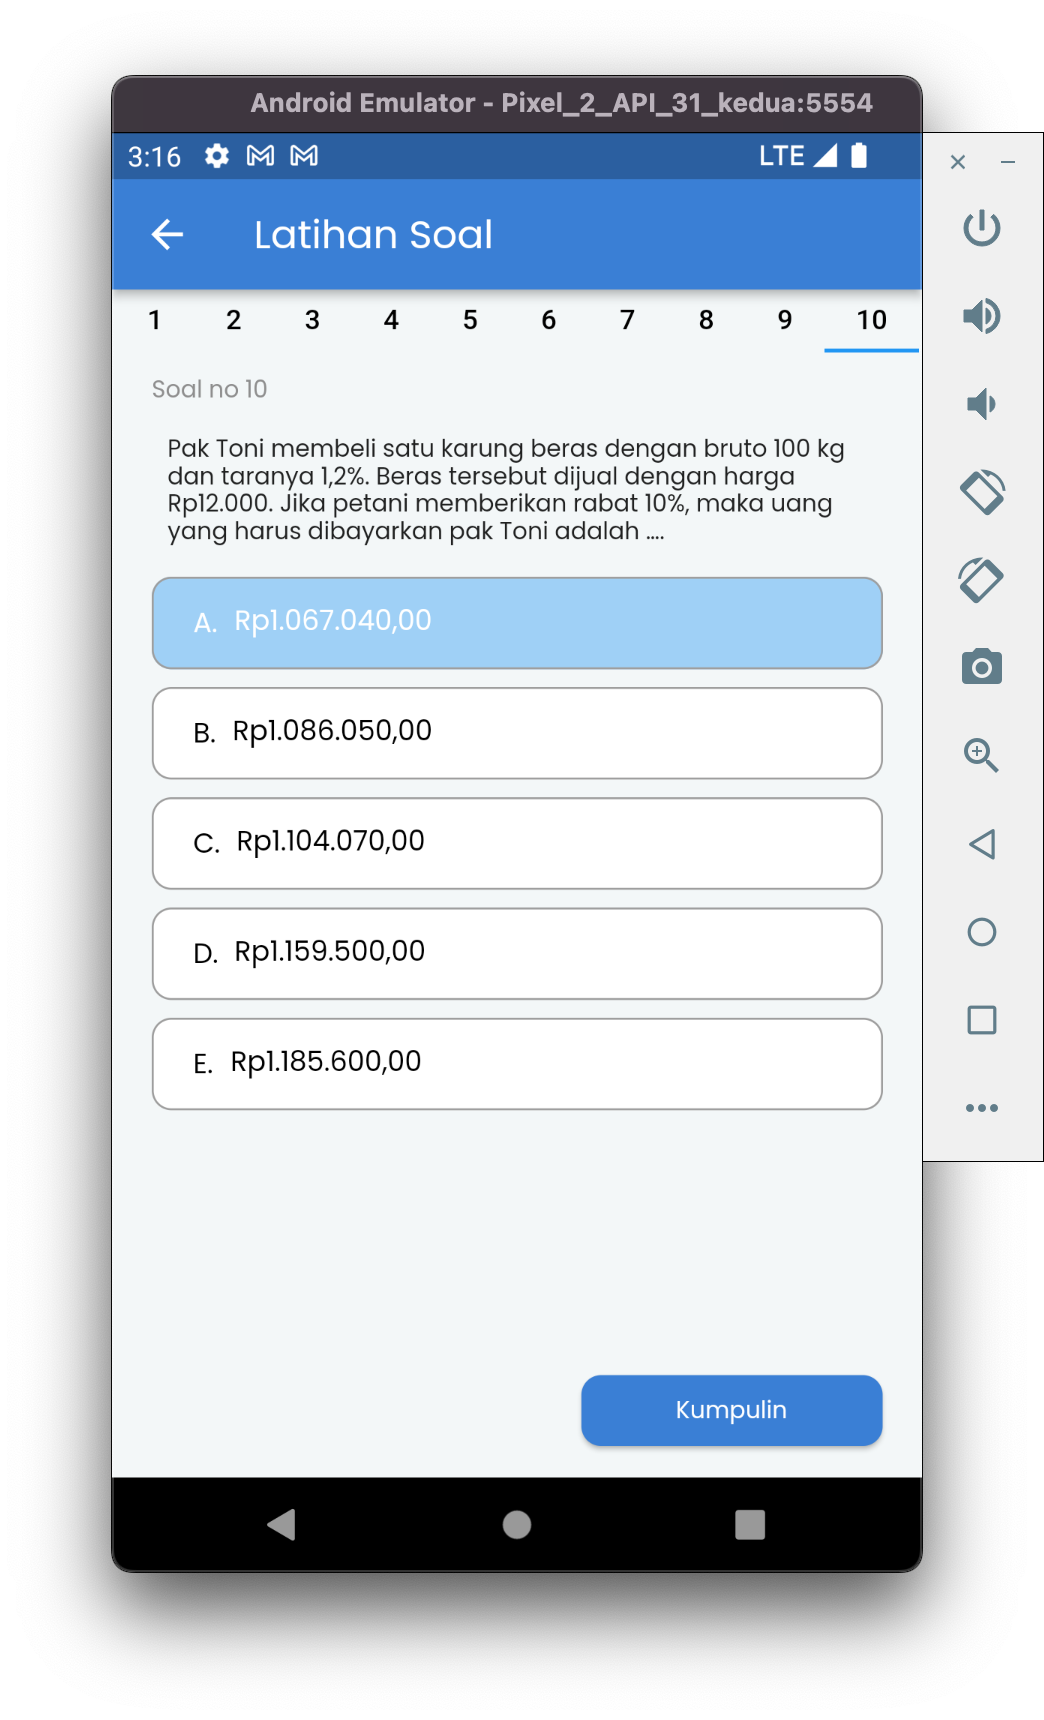 Android Emulator - Pixel_2_API_31_kedua:5554
3:16
LTE
Latihan Soal
1 2 3 4 5 6 7 8 9 10
Soal no 10
Pak Toni membeli satu karung beras dengan bruto 100 kg
dan taranya 1,2%. Beras tersebut dijual dengan harga
Rp12.000. Jika petani memberikan rabat 10%, maka uang
yang harus dibayarkan pak Toni adalah ....
A. Rp1.067.040,00
B. Rp1.086.050,00
C. Rp1.104.070,00
D. Rp1.159.500,00
E. Rp1.185.600,00
Kumpulin